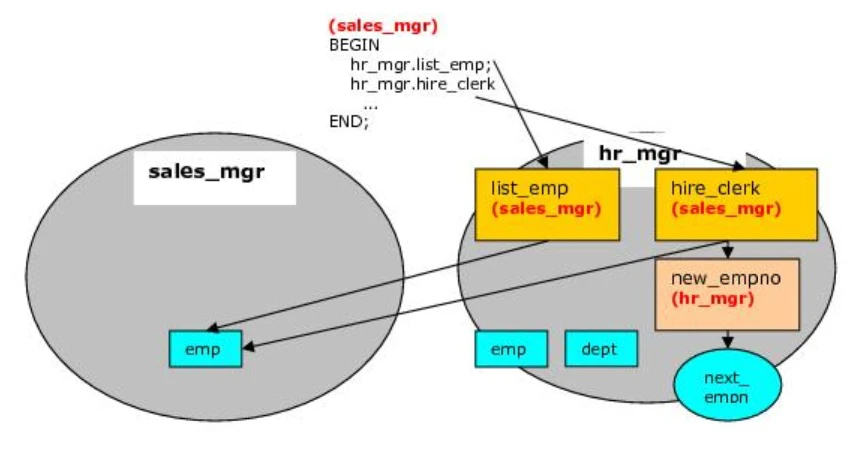 (sales_mgr)
BEGIN
hr_mgr.list_emp;
hr_mgr.hire_clerk
...
END;
sales_mgr
hr_mgr
list_emp
(sales_mgr)
hire_clerk
(sales_mgr)
new_empno
(hr_mgr)
emp
emp
dept
next_
empn